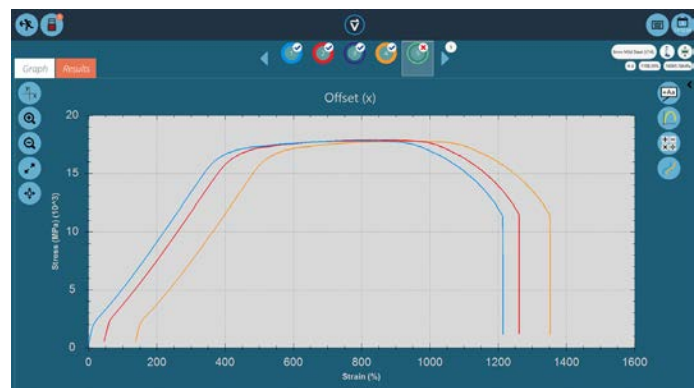 Graph
Results
Offset (x)
Stress (MPa) (10^3)
20
15
10
5
0
0 200 400 600 800 1000 1200 1400 1600
Strain (%)
+Aa